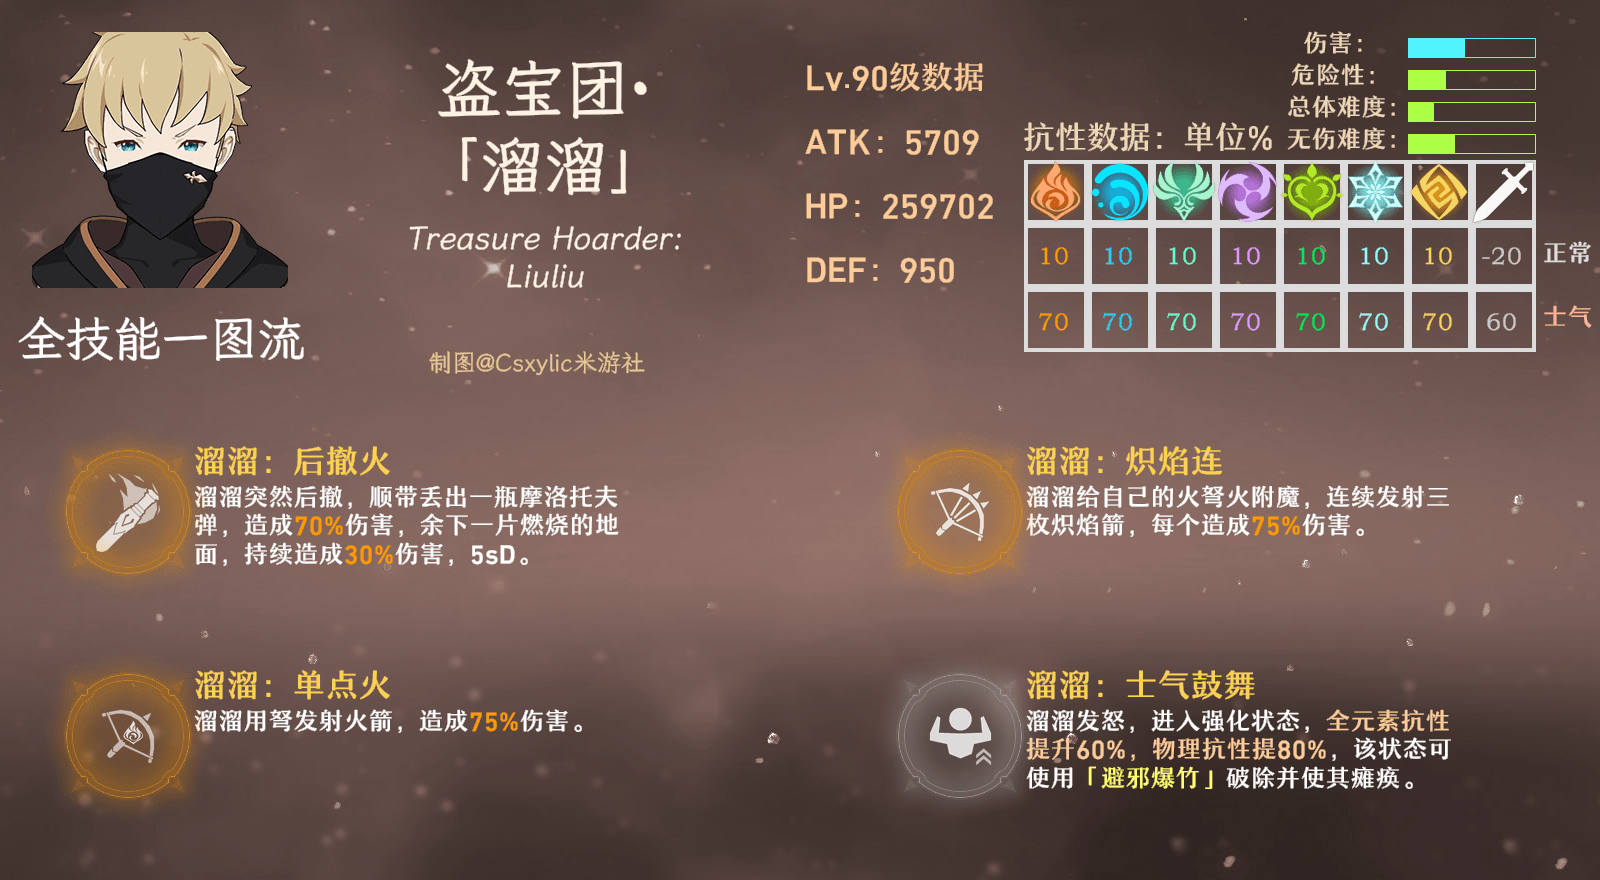 盗宝团·
「溜溜」
Treasure Hoarder:
Liuliu
全技能一图流
制图@Csxylic米游社
Lv.90级数据
ATK: 5709
HP: 259702
DEF: 950
伤害:
危险性:
总体难度:
无伤难度:
抗性数据: 单位%
10 10 10 10 10 10 10 -20 正常
70 70 70 70 70 70 70 60 士气
溜溜: 后撤火
溜溜突然后撤, 顺带丢出一瓶摩洛托夫
弹, 造成70%伤害, 余下一片燃烧的地
面, 持续造成30%伤害, 5sD。
溜溜: 炽焰连
溜溜给自己的火弩火附魔, 连续发射三
枚炽焰箭, 每个造成75%伤害。
溜溜: 单点火
溜溜用弩发射火箭, 造成75%伤害。
溜溜: 士气鼓舞
溜溜发怒, 进入强化状态, 全元素抗性
提升60%, 物理抗性提80%, 该状态可
使用「避邪爆竹」破除并使其瘫痪。